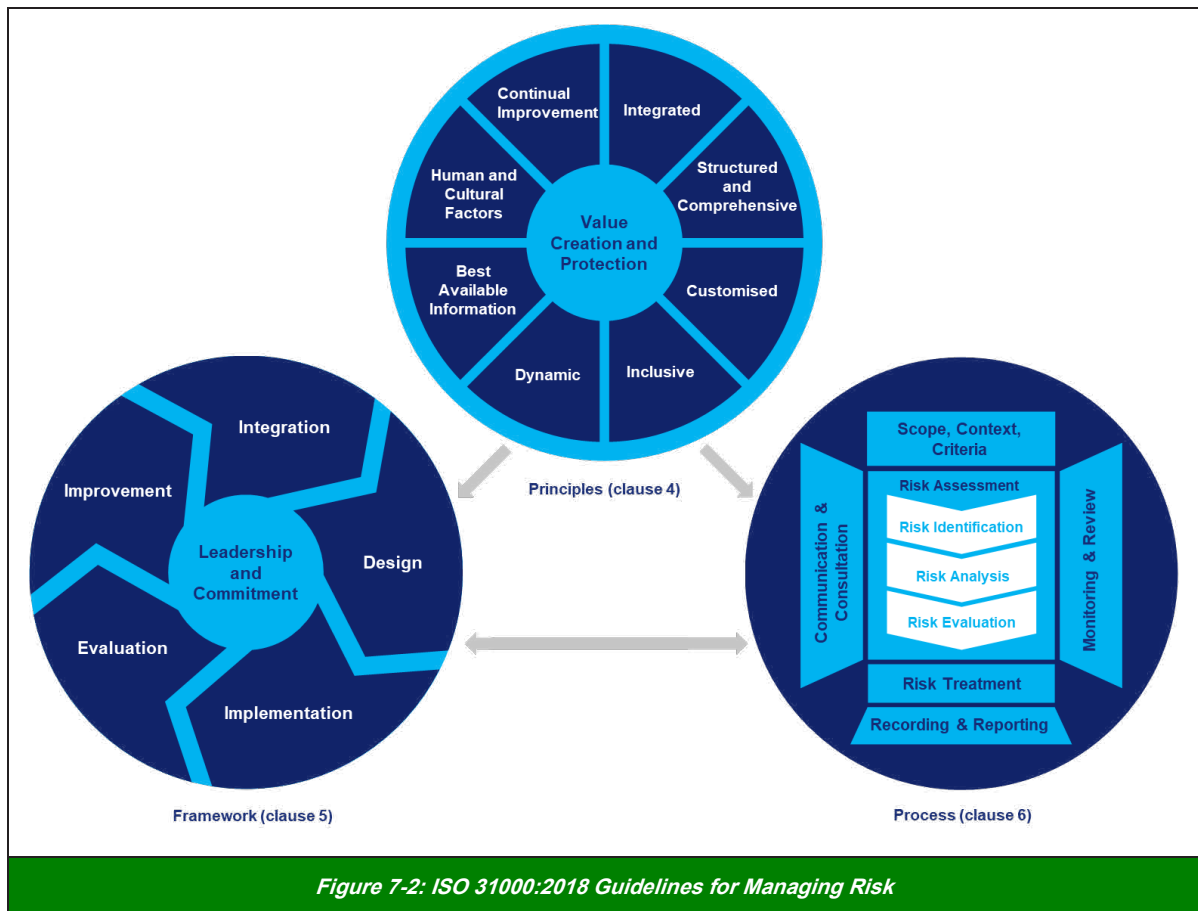 Continual
Improvement
Integrated
Structured
and
Comprehensive
Customised
Inclusive
Dynamic
Best
Available
Information
Human and
Cultural
Factors
Value
Creation and
Protection
Principles (clause 4)
Integration
Design
Implementation
Evaluation
Improvement
Leadership
and
Commitment
Framework (clause 5)
Scope, Context,
Criteria
Communication &
Consultation
Risk Assessment
Risk Identification
Risk Analysis
Risk Evaluation
Monitoring & Review
Risk Treatment
Recording & Reporting
Process (clause 6)
Figure 7-2: ISO 31000:2018 Guidelines for Managing Risk